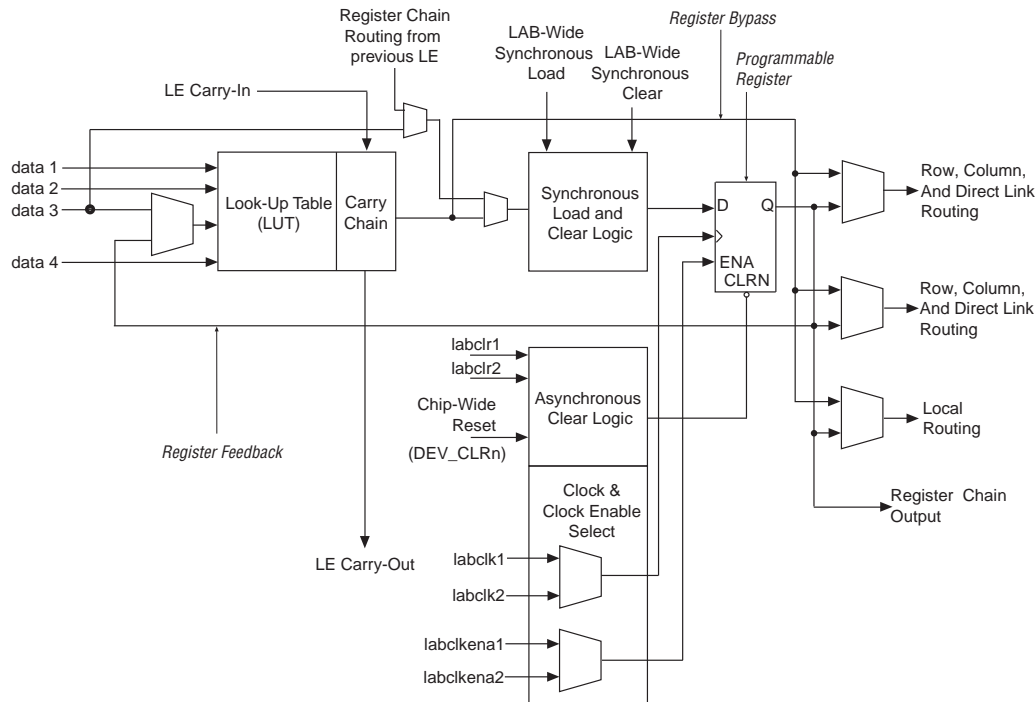 Register Chain
Routing from
previous LE
LAB-Wide
Synchronous
Load
LAB-Wide
Synchronous
Clear
Register Bypass
Programmable
Register
LE Carry-In
data 1
data 2
data 3
data 4
Look-Up Table
(LUT)
Carry
Chain
Synchronous
Load and
Clear Logic
D
Q
ENA
CLRN
Row, Column,
And Direct Link
Routing
Row, Column,
And Direct Link
Routing
Local
Routing
Register Chain
Output
Register Feedback
labclr1
labclr2
Chip-Wide
Reset
(DEV_CLRn)
Asynchronous
Clear Logic
Clock &
Clock Enable
Select
LE Carry-Out
labclk1
labclk2
labclkena1
labclkena2